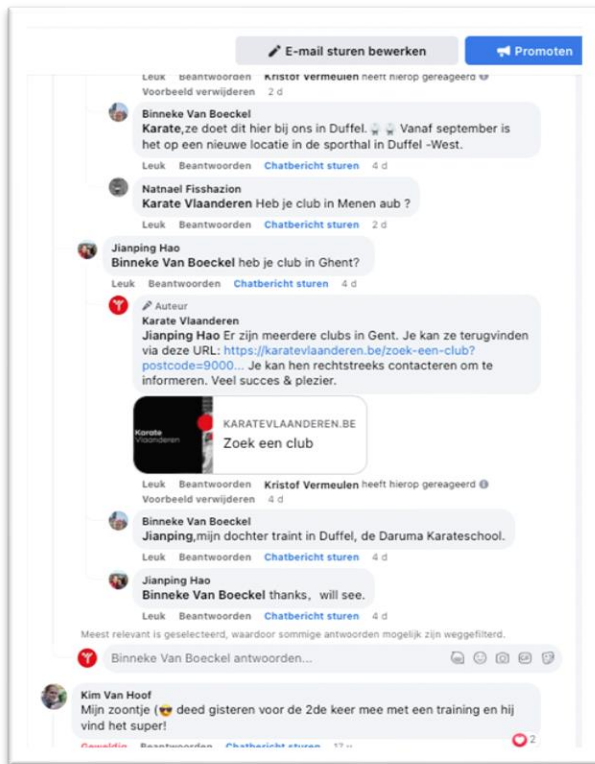 E-mail sturen bewerken
Promoten
Leuk Beantwoorden Kristof Vermeulen heeft hierop gereageerd
Voorbeeld verwijderen 2 d
Binneke Van Boeckel
Karate,ze doet dit hier bij ons in Duffel. Vanaf september is
het op een nieuwe locatie in de sporthal in Duffel -West.
Leuk Beantwoorden Chatbericht sturen 4 d
Natnael Fisshazion
Karate Vlaanderen Heb je club in Menen aub ?
Leuk Beantwoorden Chatbericht sturen 2 d
Jianping Hao
Binneke Van Boeckel heb je club in Ghent?
Leuk Beantwoorden Chatbericht sturen 4 d
Auteur
Karate Vlaanderen
Jianping Hao Er zijn meerdere clubs in Gent. Je kan ze terugvinden
via deze URL: https://karatevlaanderen.be/zoek-een-club?
postcode=9000... Je kan hen rechtstreeks contacteren om te
informeren. Veel succes & plezier.
Karate
Vlaanderen
KARATEVLAANDEREN.BE
Zoek een club
Leuk Beantwoorden Kristof Vermeulen heeft hierop gereageerd
Voorbeeld verwijderen 4 d
Binneke Van Boeckel
Jianping,mijn dochter traint in Duffel, de Daruma Karateschool.
Leuk Beantwoorden Chatbericht sturen 4 d
Jianping Hao
Binneke Van Boeckel thanks, will see.
Leuk Beantwoorden Chatbericht sturen 4 d
Meest relevant is geselecteerd, waardoor sommige antwoorden mogelijk zijn weggefilterd.
Binneke Van Boeckel antwoorden...
GIF
Kim Van Hoof
Mijn zoontje (😎 deed gisteren voor de 2de keer mee met een training en hij
vind het super!
2
Geweldig Beantwoorden Chatbericht sturen 17 u